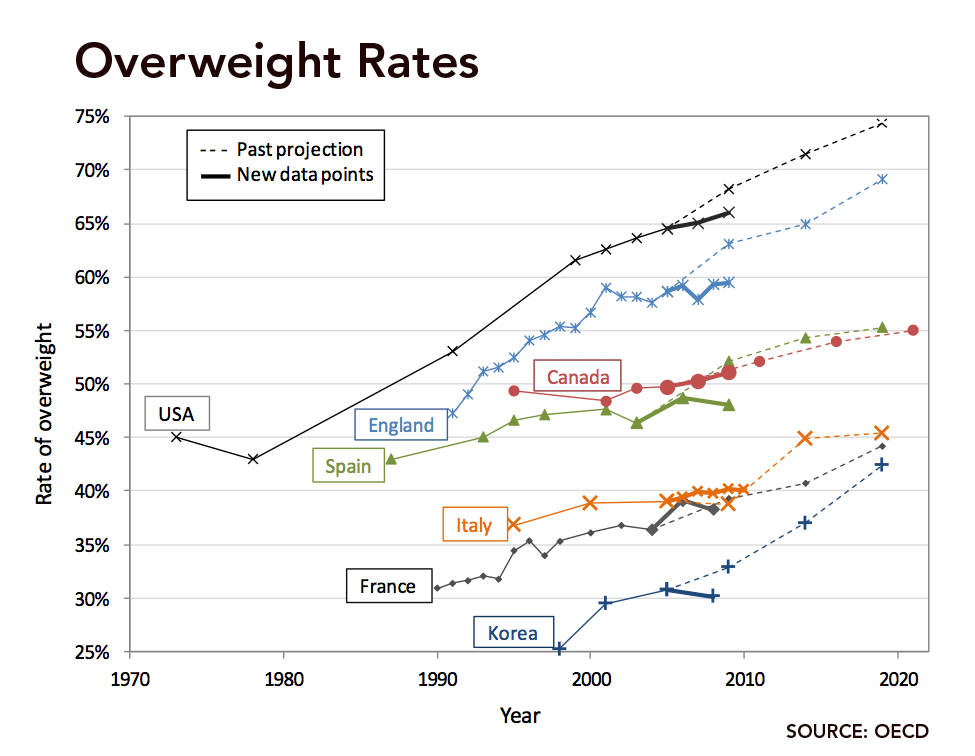 Overweight Rates
75%
70%
65%
60%
55%
50%
45%
40%
35%
30%
25%
Rate of overweight
Past projection
New data points
USA
Canada
England
Spain
Italy
France
Korea
1970 1980 1990 2000 2010 2020
Year
SOURCE: OECD